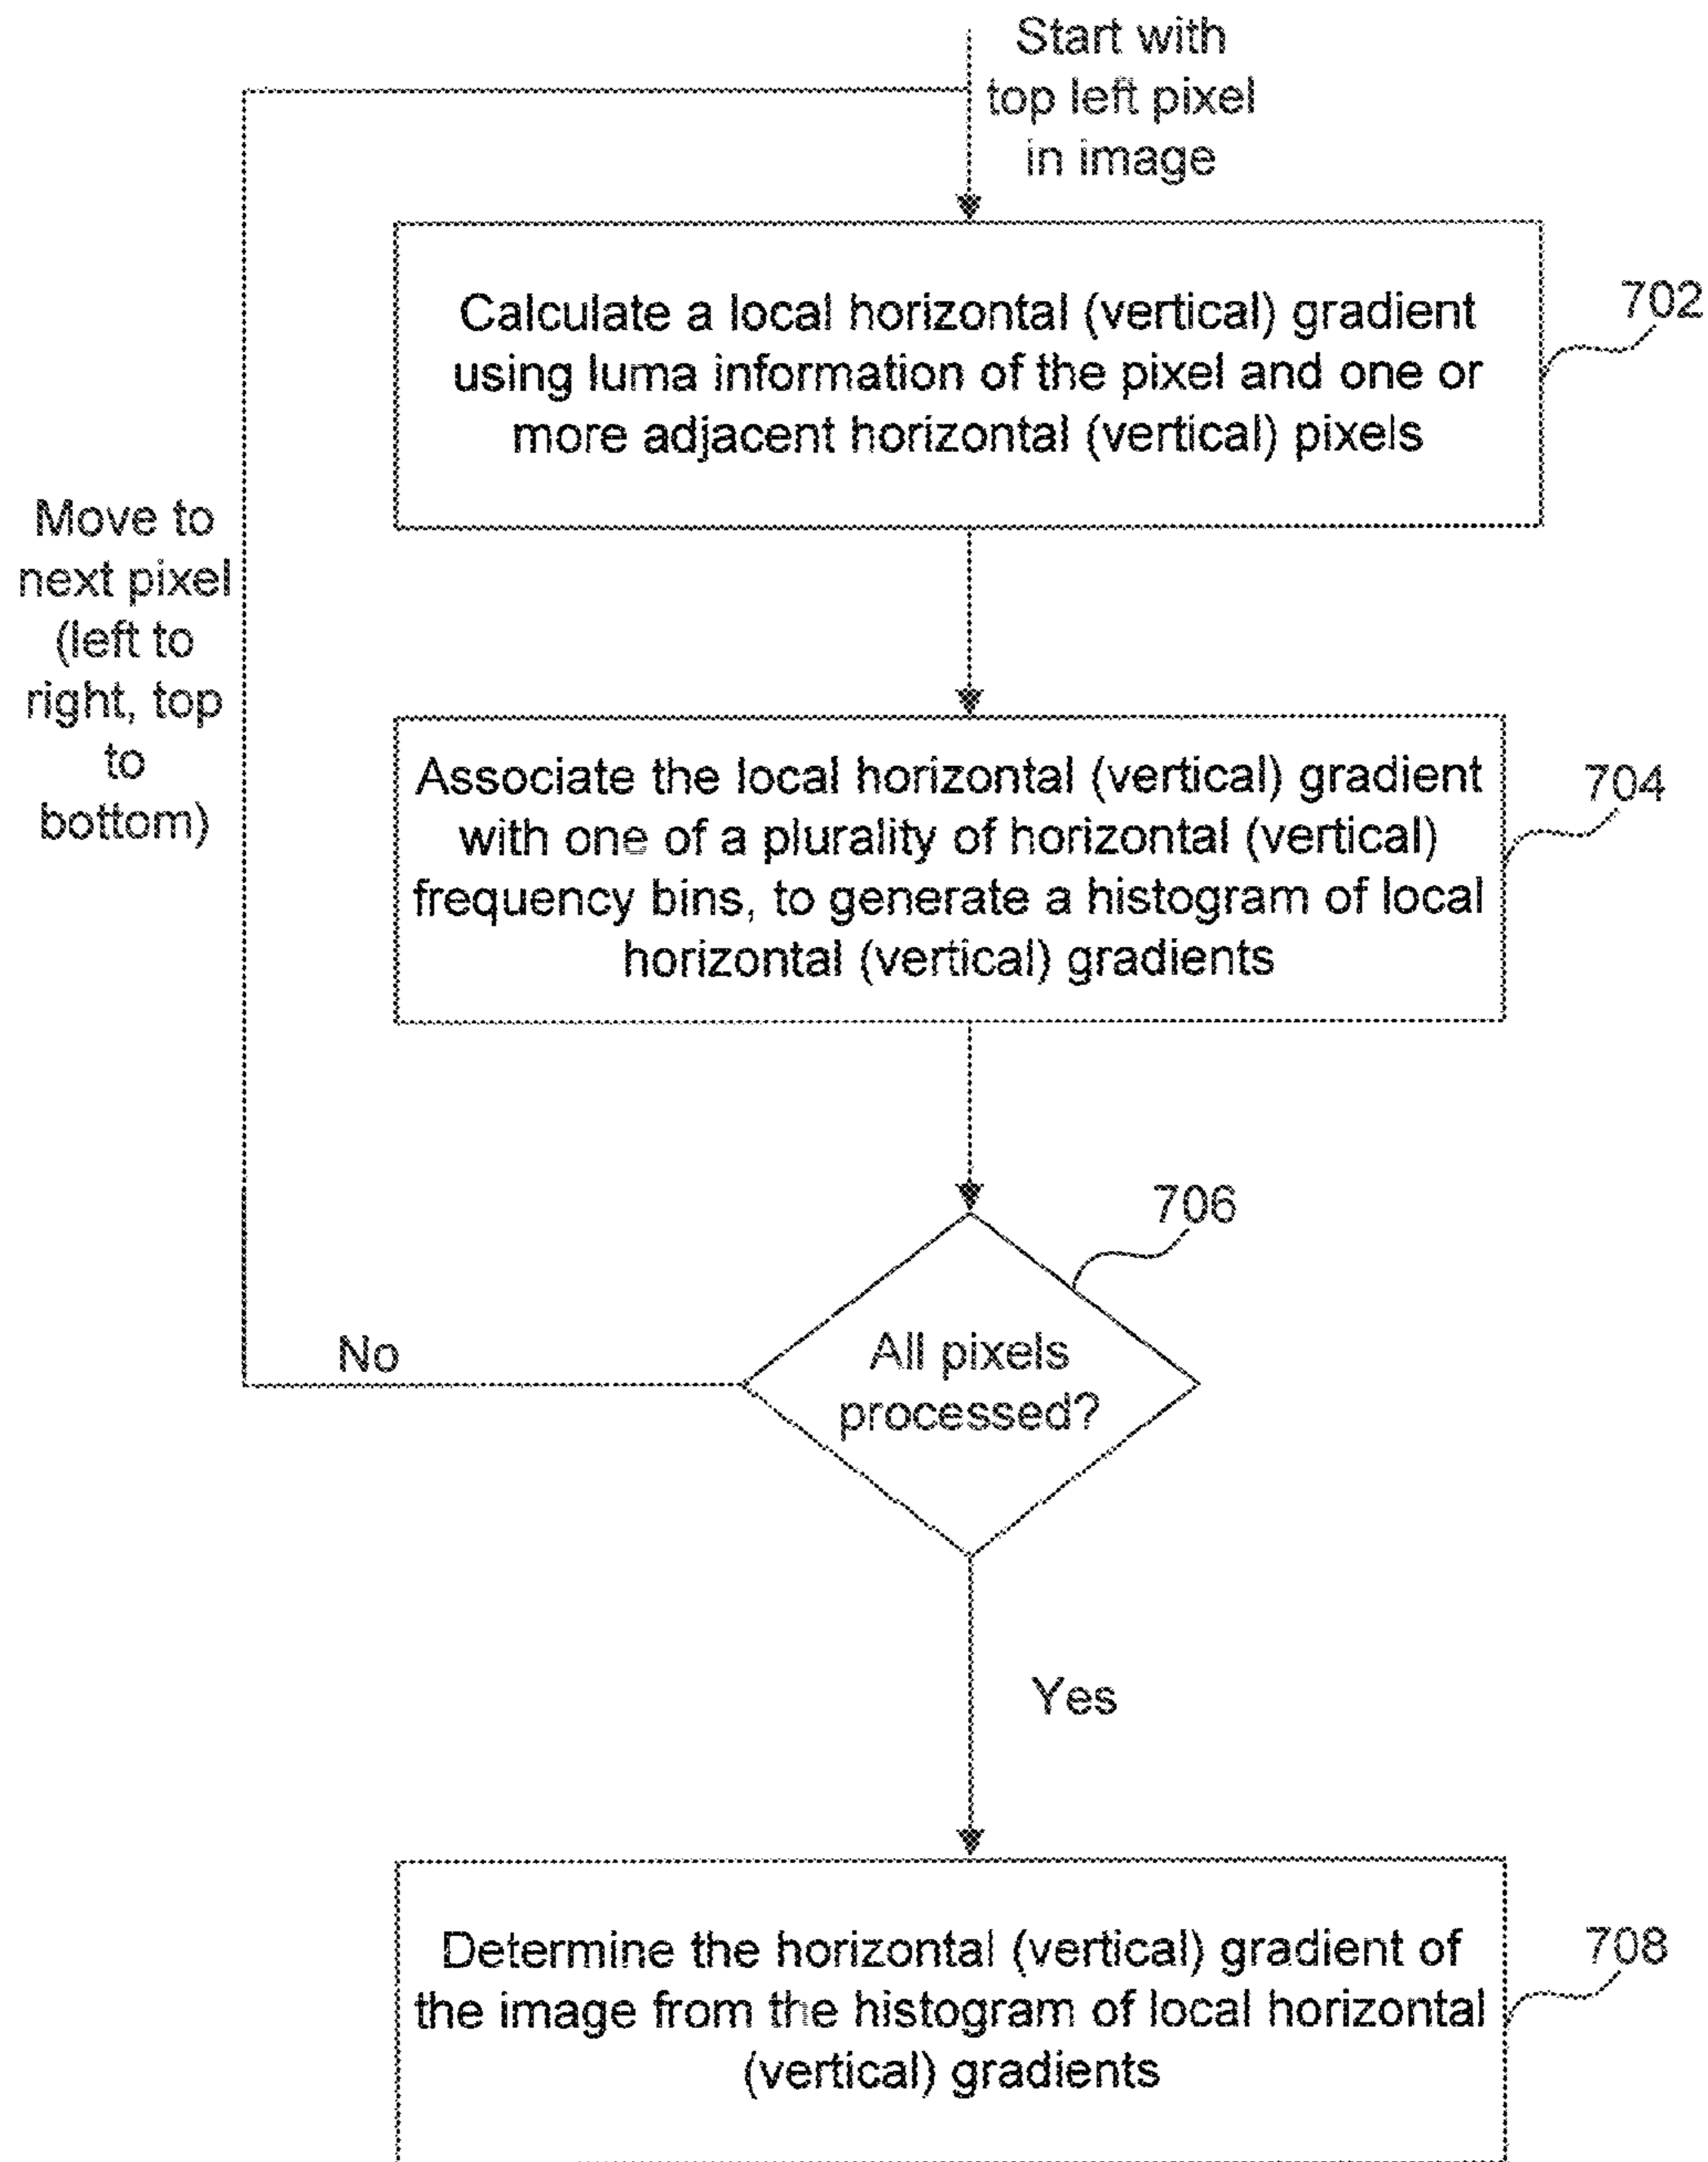 Start with
top left pixel
in image
Calculate a local horizontal (vertical) gradient
using luma information of the pixel and one or
more adjacent horizontal (vertical) pixels
702
Move to
next pixel
(left to
right, top
to
bottom)
Associate the local horizontal (vertical) gradient
with one of a plurality of horizontal (vertical)
frequency bins, to generate a histogram of local
horizontal (vertical) gradients
704
706
All pixels
processed?
No
Yes
Determine the horizontal (vertical) gradient of
the image from the histogram of local horizontal
(vertical) gradients
708